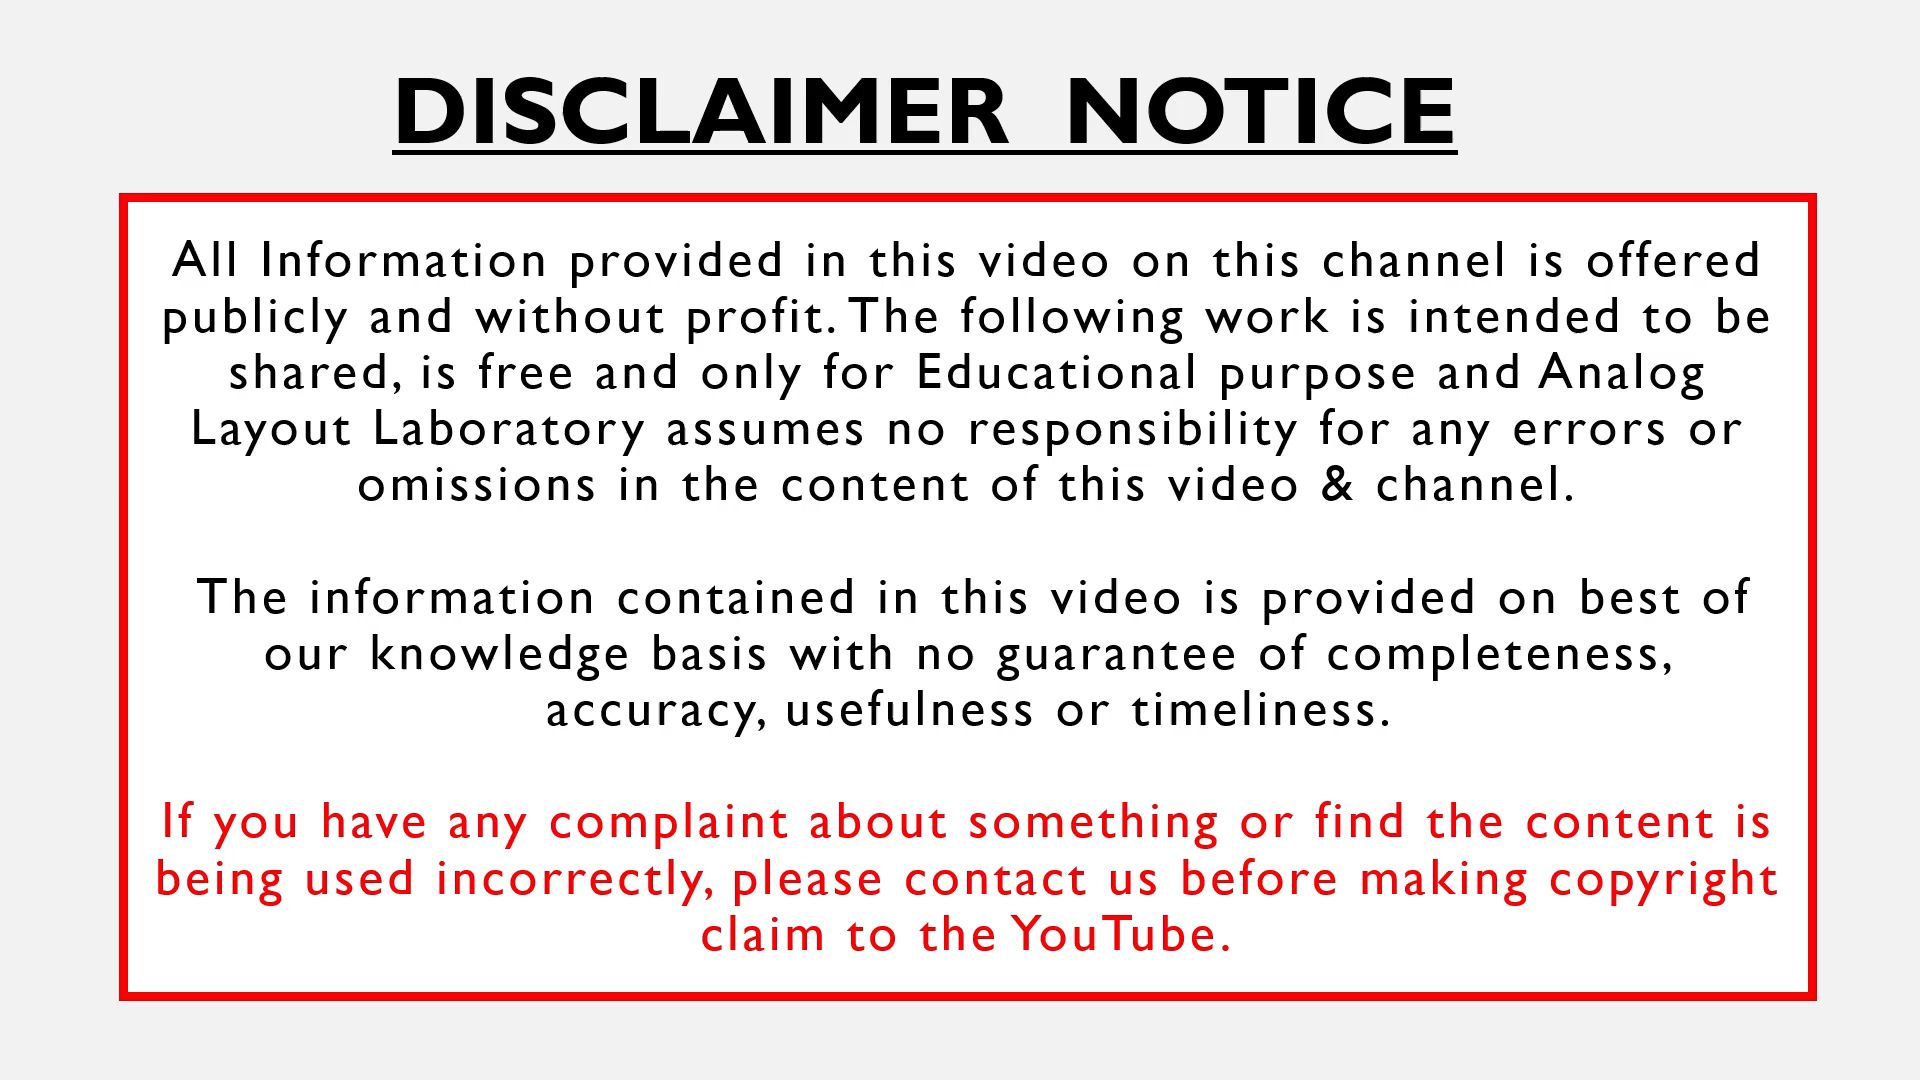 DISCLAIMER NOTICE
All Information provided in this video on this channel is offered
publicly and without profit. The following work is intended to be
shared, is free and only for Educational purpose and Analog
Layout Laboratory assumes no responsibility for any errors or
omissions in the content of this video & channel.
The information contained in this video is provided on best of
our knowledge basis with no guarantee of completeness,
accuracy, usefulness or timeliness.
If you have any complaint about something or find the content is
being used incorrectly, please contact us before making copyright
claim to the YouTube.